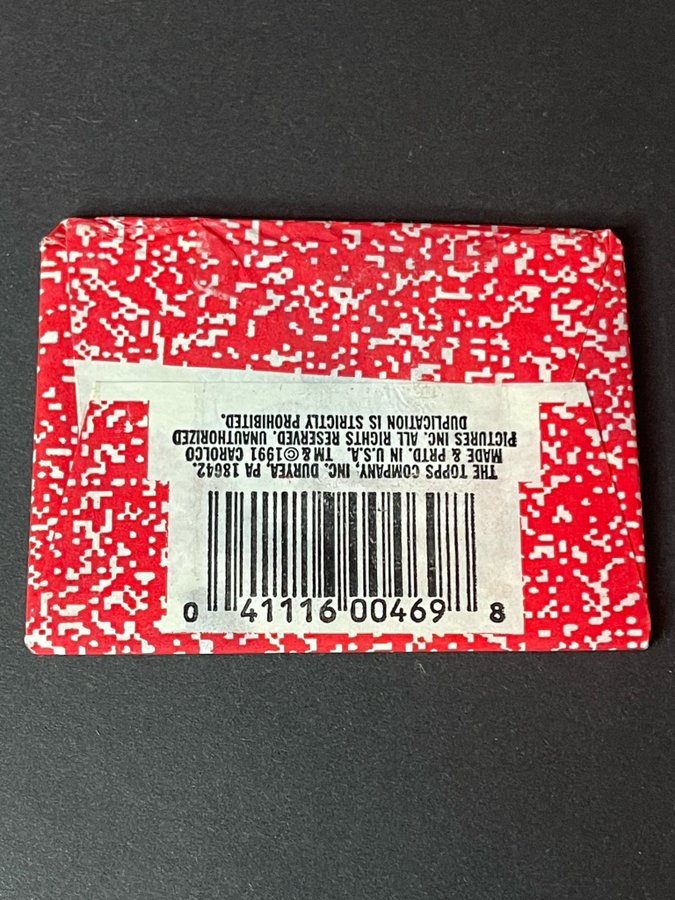 THE TOPPS COMPANY, INC. DURYEA, PA 18642.
MADE & PRTD. IN U.S.A. TM&©1991 CAROLCO
PICTURES INC. ALL RIGHTS RESERVED. UNAUTHORIZED
DUPLICATION IS STRICTLY PROHIBITED.
0 41116 00469 8